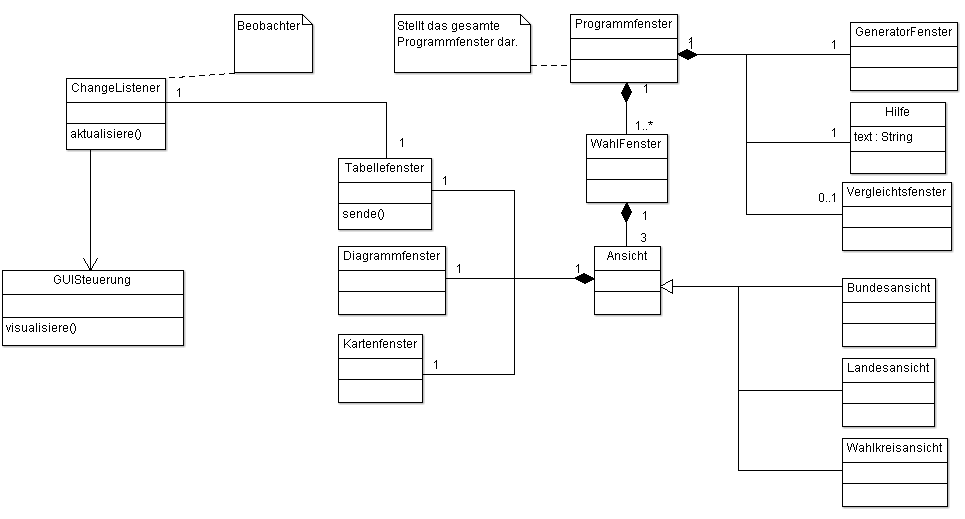 Beobachter
Stellt das gesamte
Programmfenster dar.
Programmfenster
1
1
GeneratorFenster
ChangeListener
aktualisiere()
1
1
1
1..*
WahlFenster
1
Hilfe
text : String
Tabellefenster
sende()
1
0..1
Vergleichtsfenster
1
3
Ansicht
Diagrammfenster
1
1
GUISteuerung
visualisiere()
Bundesansicht
Kartenfenster
1
Landesansicht
Wahlkreisansicht